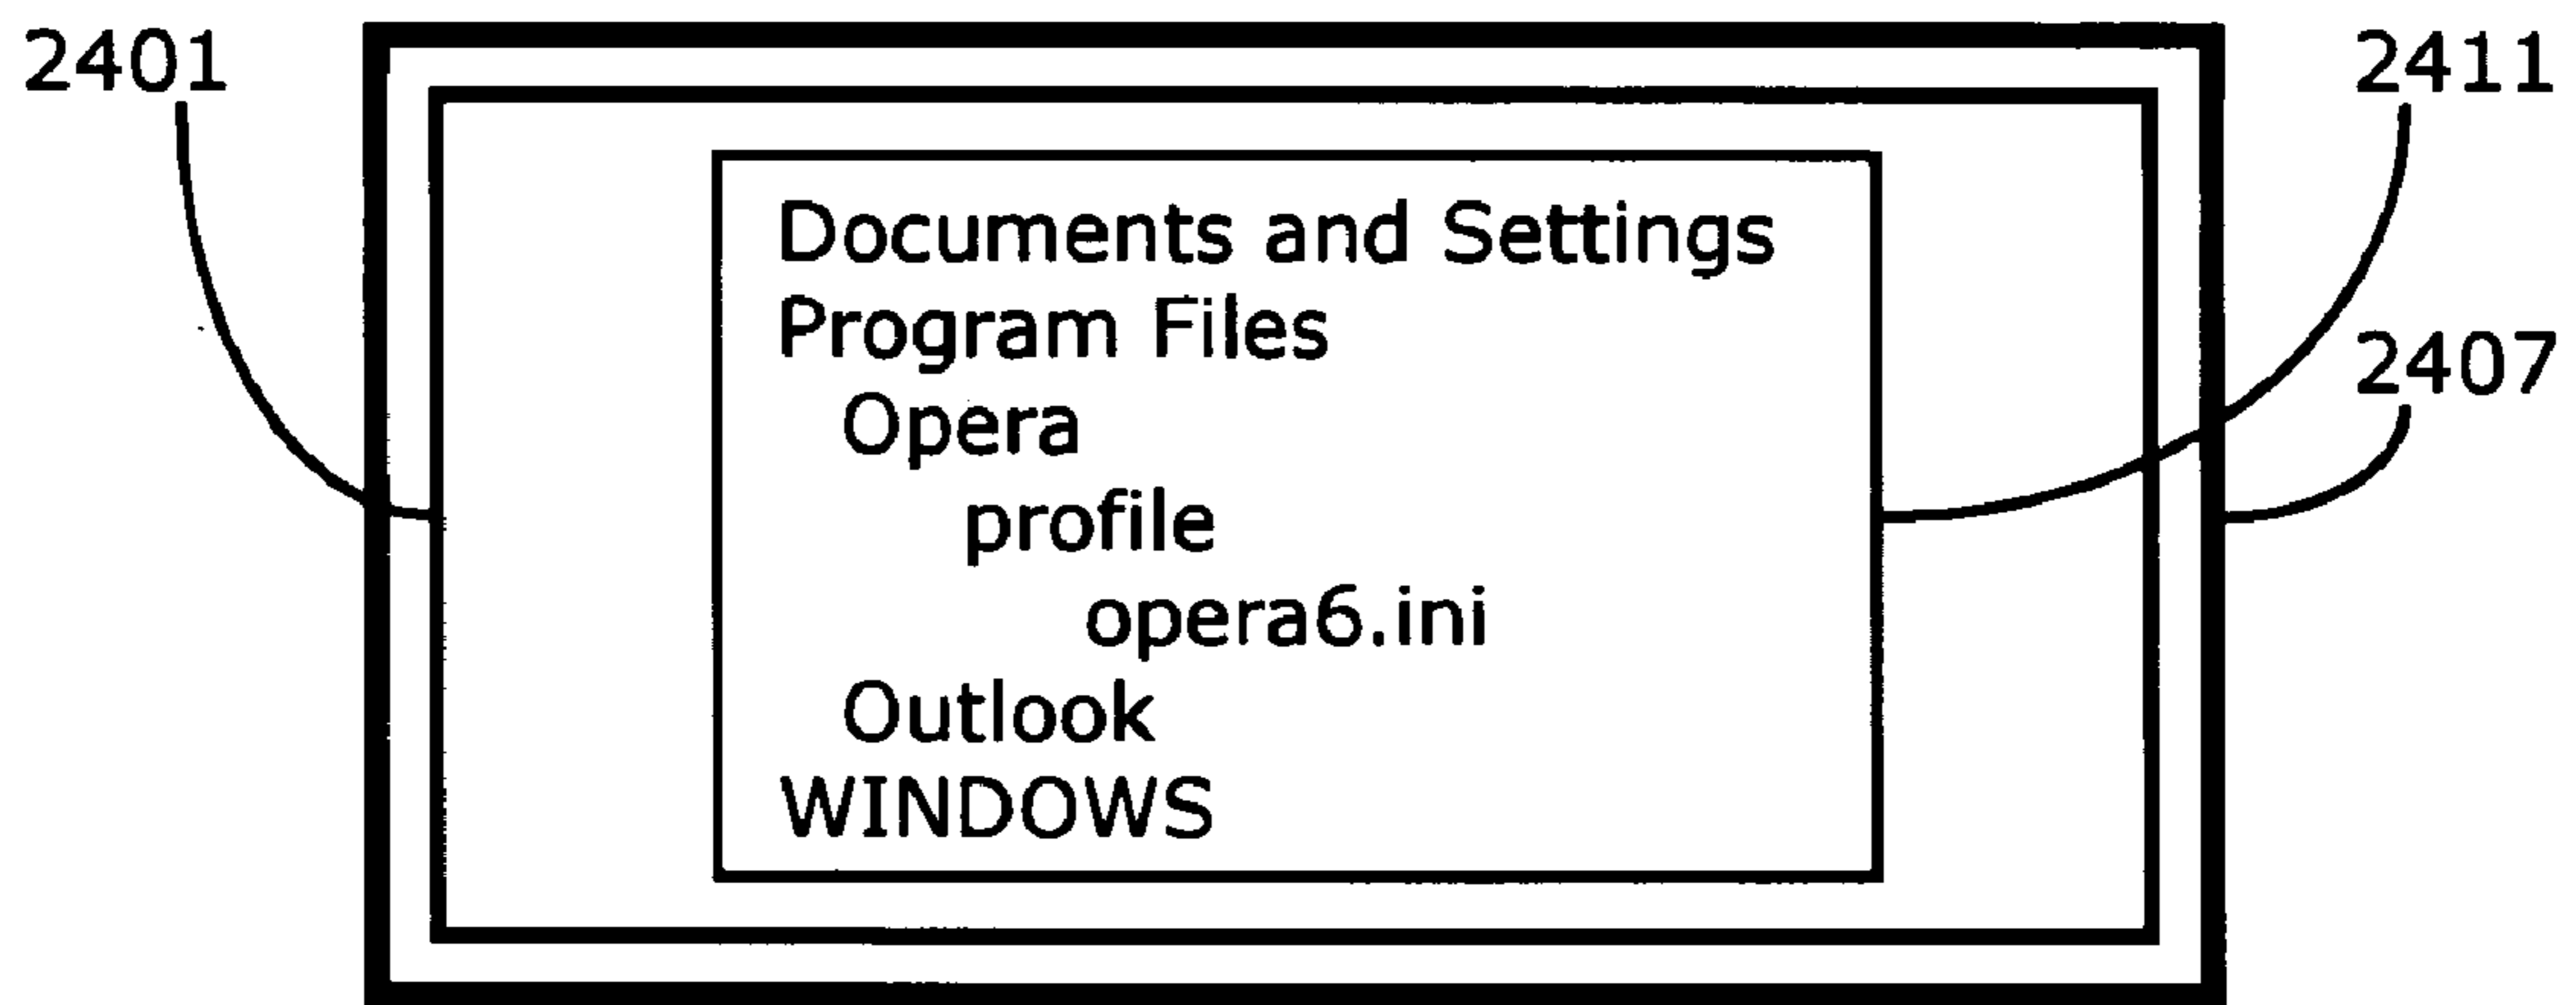 2401
2411
Documents and Settings
Program Files
2407
Opera
profile
opera6.ini
Outlook
WINDOWS